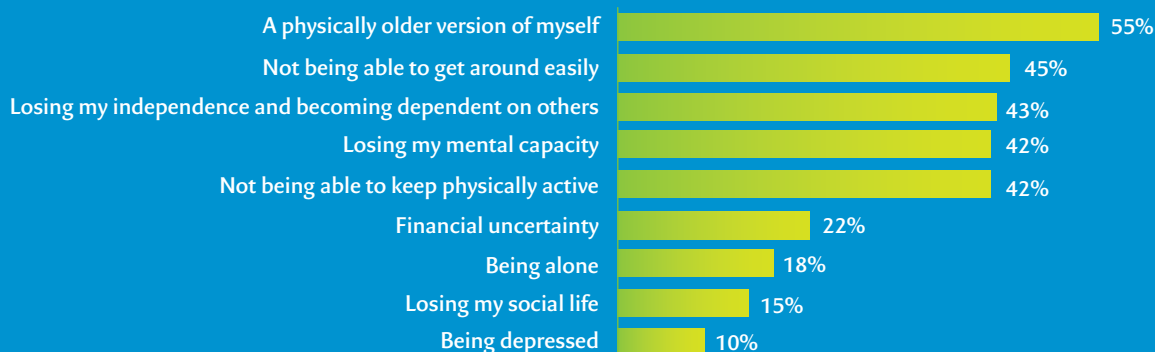 A physically older version of myself 55%
Not being able to get around easily 45%
Losing my independence and becoming dependent on others 43%
Losing my mental capacity 42%
Not being able to keep physically active 42%
Financial uncertainty 22%
Being alone 18%
Losing my social life 15%
Being depressed 10%